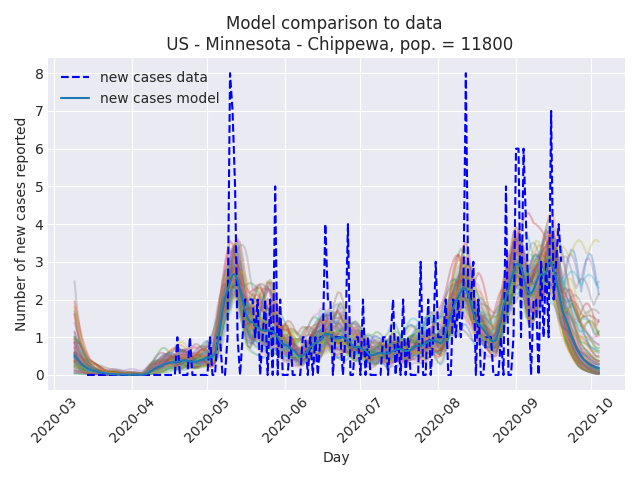 Model comparison to data
US - Minnesota - Chippewa, pop. = 11800
new cases data
new cases model
Number of new cases reported
8
7
6
5
4
3
2
1
0
2020-03
2020-04
2020-05
2020-06
2020-07
2020-08
2020-09
2020-10
Day